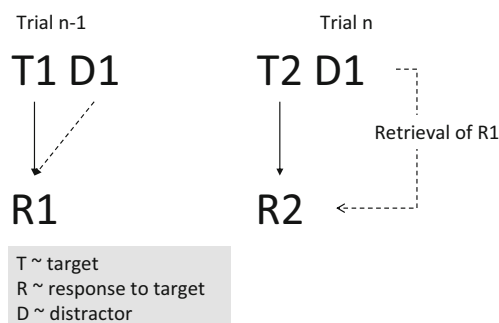 Trial n-1
Trial n
T1 D1
T2 D1
Retrieval of R1
R1
R2
T ~ target
R ~ response to target
D ~ distractor